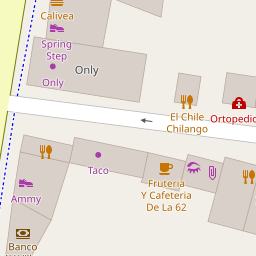 Calivea
Spring
Step
Only
Only
El Chile
Chilango
Ortopedic
Taco
Ammy
Fruteria
Y Cafeteria
De La 62
Banco